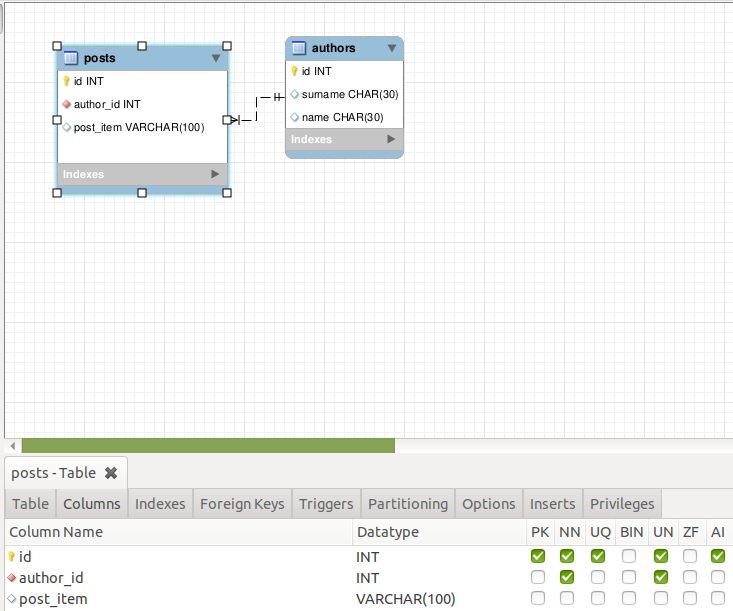 posts
id INT
author_id INT
post_item VARCHAR(100)
Indexes
authors
id INT
surname CHAR(30)
name CHAR(30)
Indexes
posts - Table
Table Columns Indexes Foreign Keys Triggers Partitioning Options Inserts Privileges
Column Name Datatype PK NN UQ BIN UN ZF AI
id INT
author_id INT
post_item VARCHAR(100)